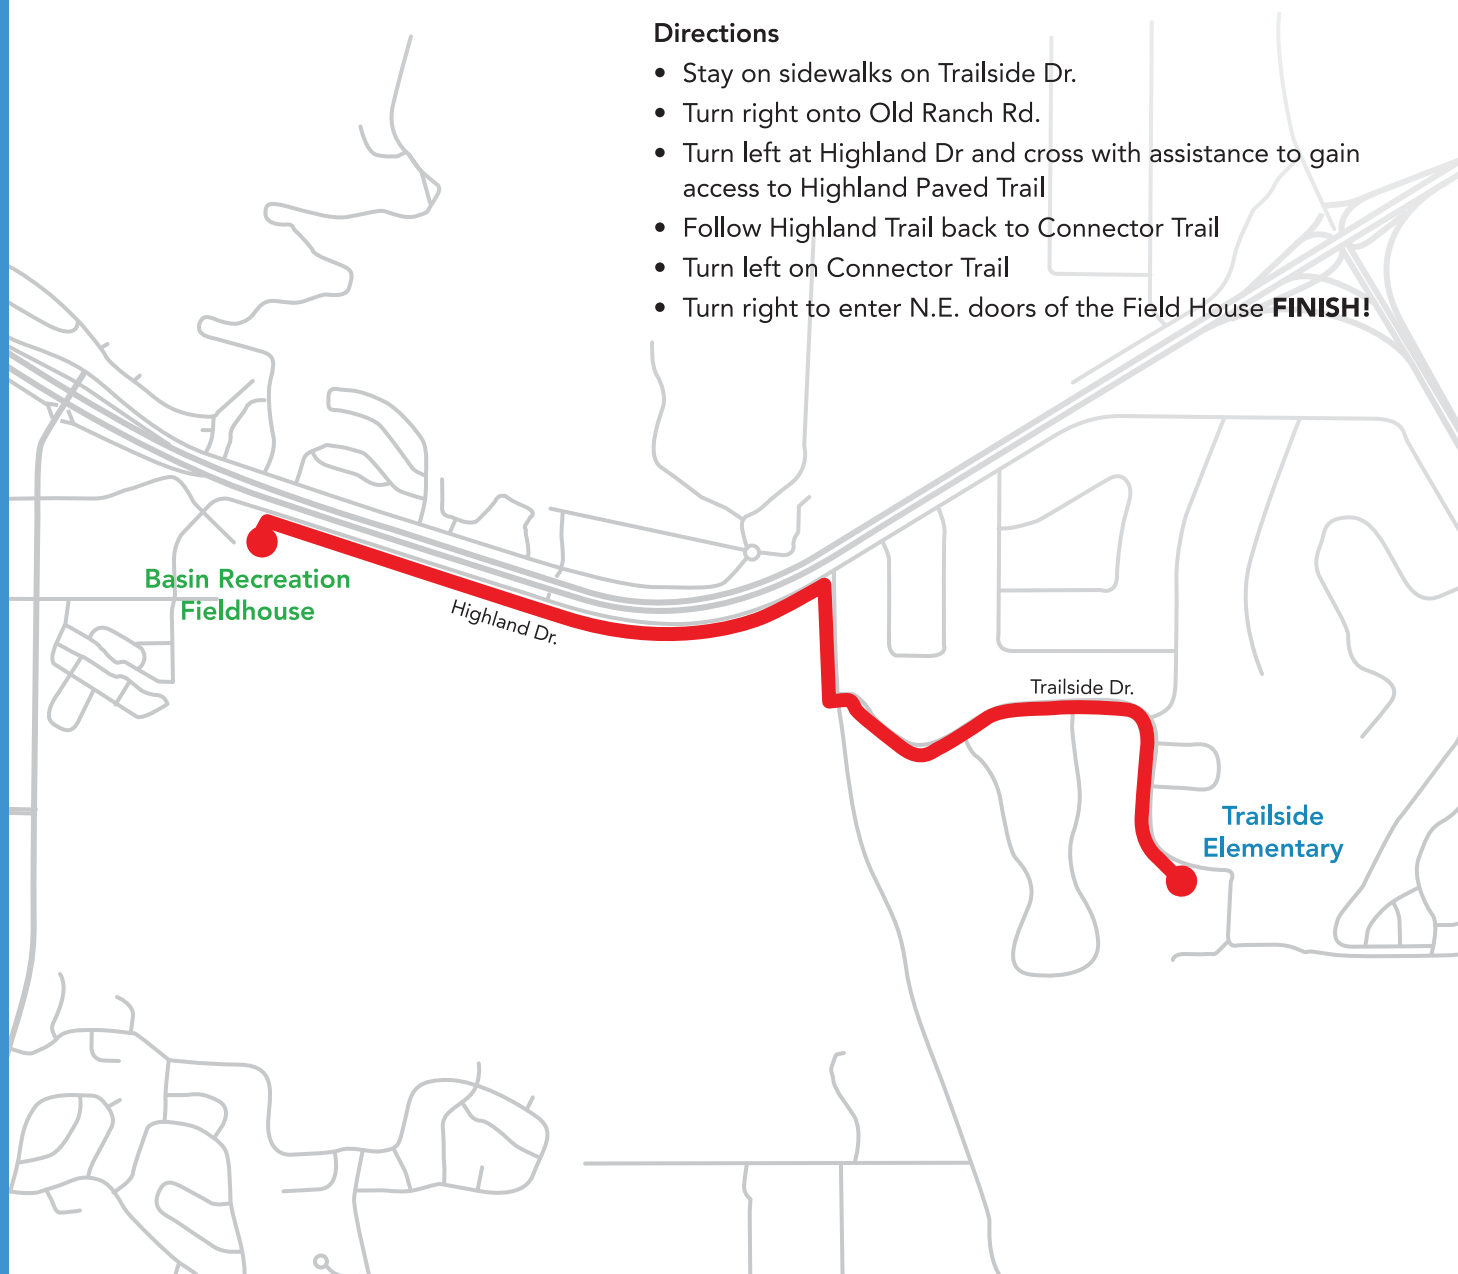 Directions
• Stay on sidewalks on Trailside Dr.
• Turn right onto Old Ranch Rd.
• Turn left at Highland Dr and cross with assistance to gain
access to Highland Paved Trail
• Follow Highland Trail back to Connector Trail
• Turn left on Connector Trail
• Turn right to enter N.E. doors of the Field House FINISH!
Basin Recreation
Fieldhouse
Highland Dr.
Trailside Dr.
Trailside
Elementary